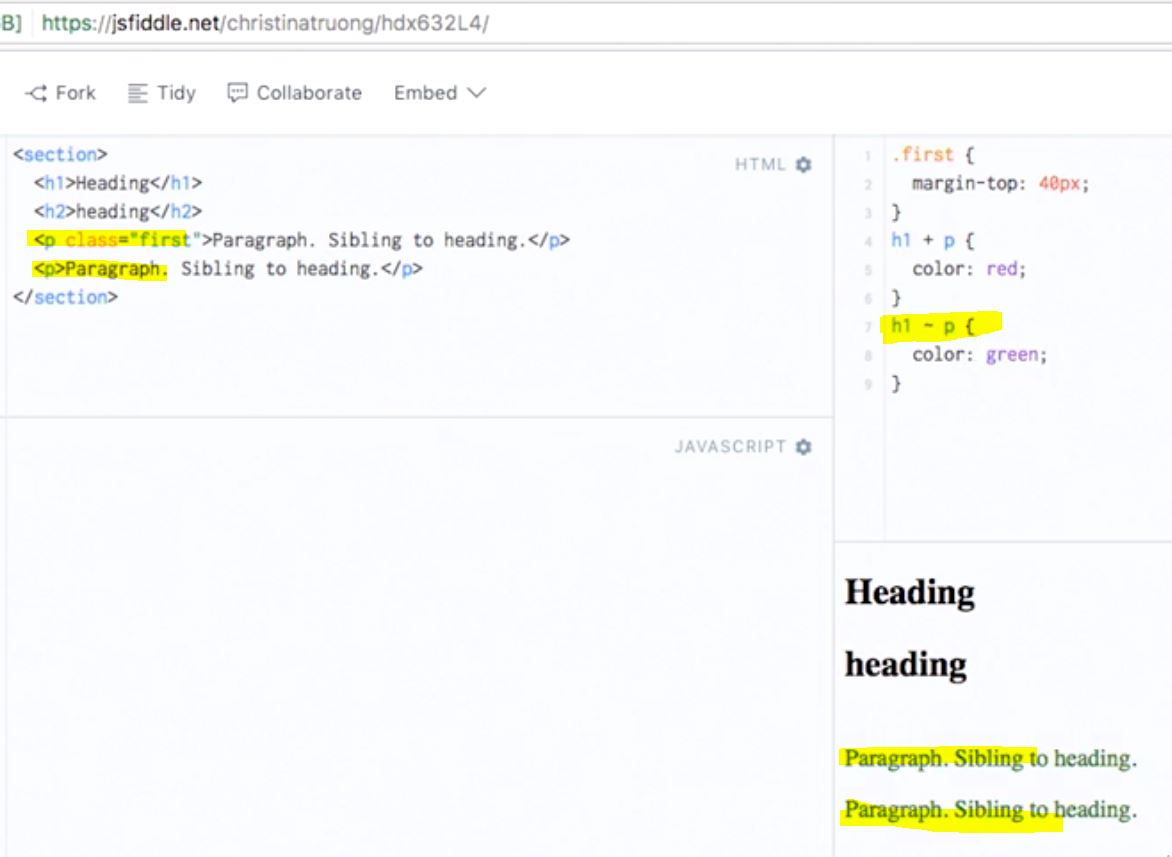 B] https://jsfiddle.net/christinatruong/hdx632L4/
Fork Tidy Collaborate Embed
HTML
<section>
<h1>Heading</h1>
<h2>heading</h2>
<p class="first">Paragraph. Sibling to heading.</p>
<p>Paragraph. Sibling to heading.</p>
</section>
JAVASCRIPT
1 .first {
2 margin-top: 40px;
3 }
4 h1 + p {
5 color: red;
6 }
7 h1 ~ p {
8 color: green;
9 }
Heading
heading
Paragraph. Sibling to heading.
Paragraph. Sibling to heading.